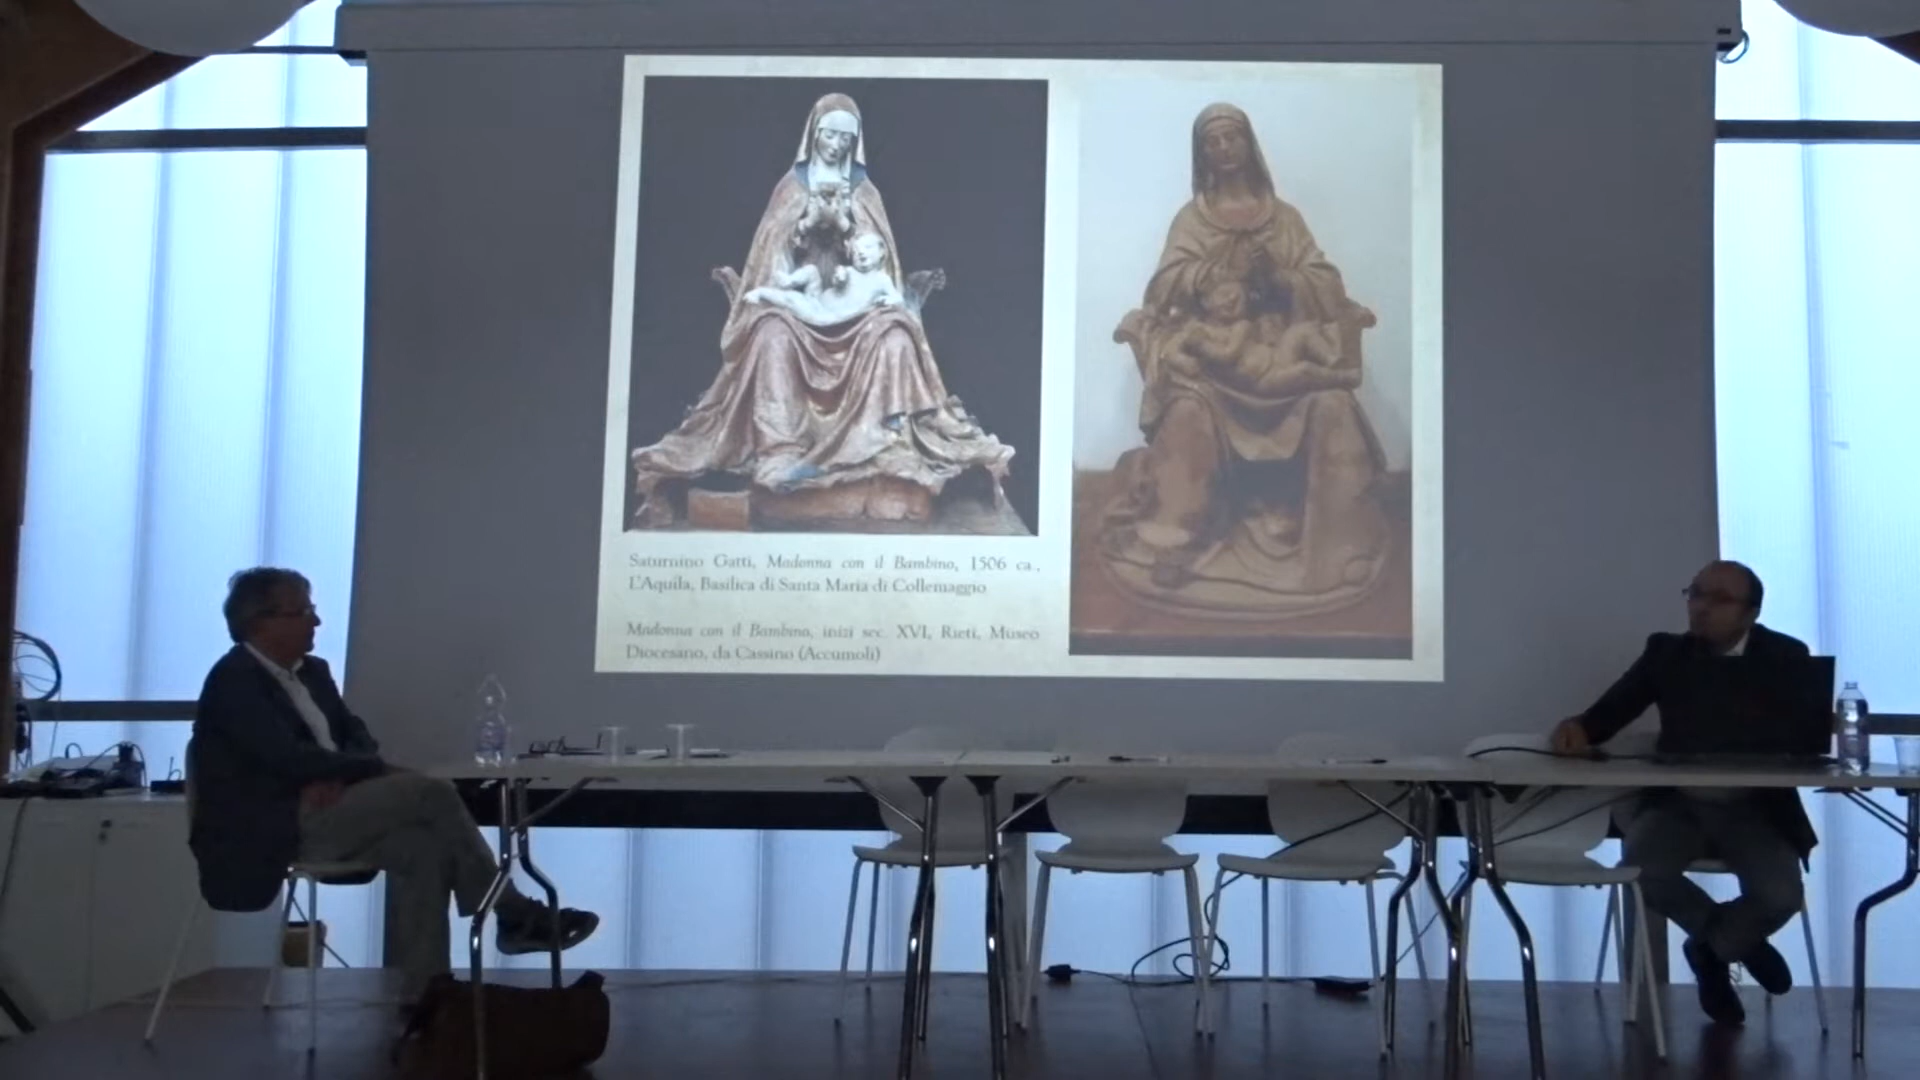 Saturnino Gatti, Madonna con il Bambino, 1506 ca.,
L'Aquila, Basilica di Santa Maria di Collemaggio
Madonna con il Bambino, inizi sec. XVI, Rieti, Museo
Diocesano, da Cassino (Accumoli)